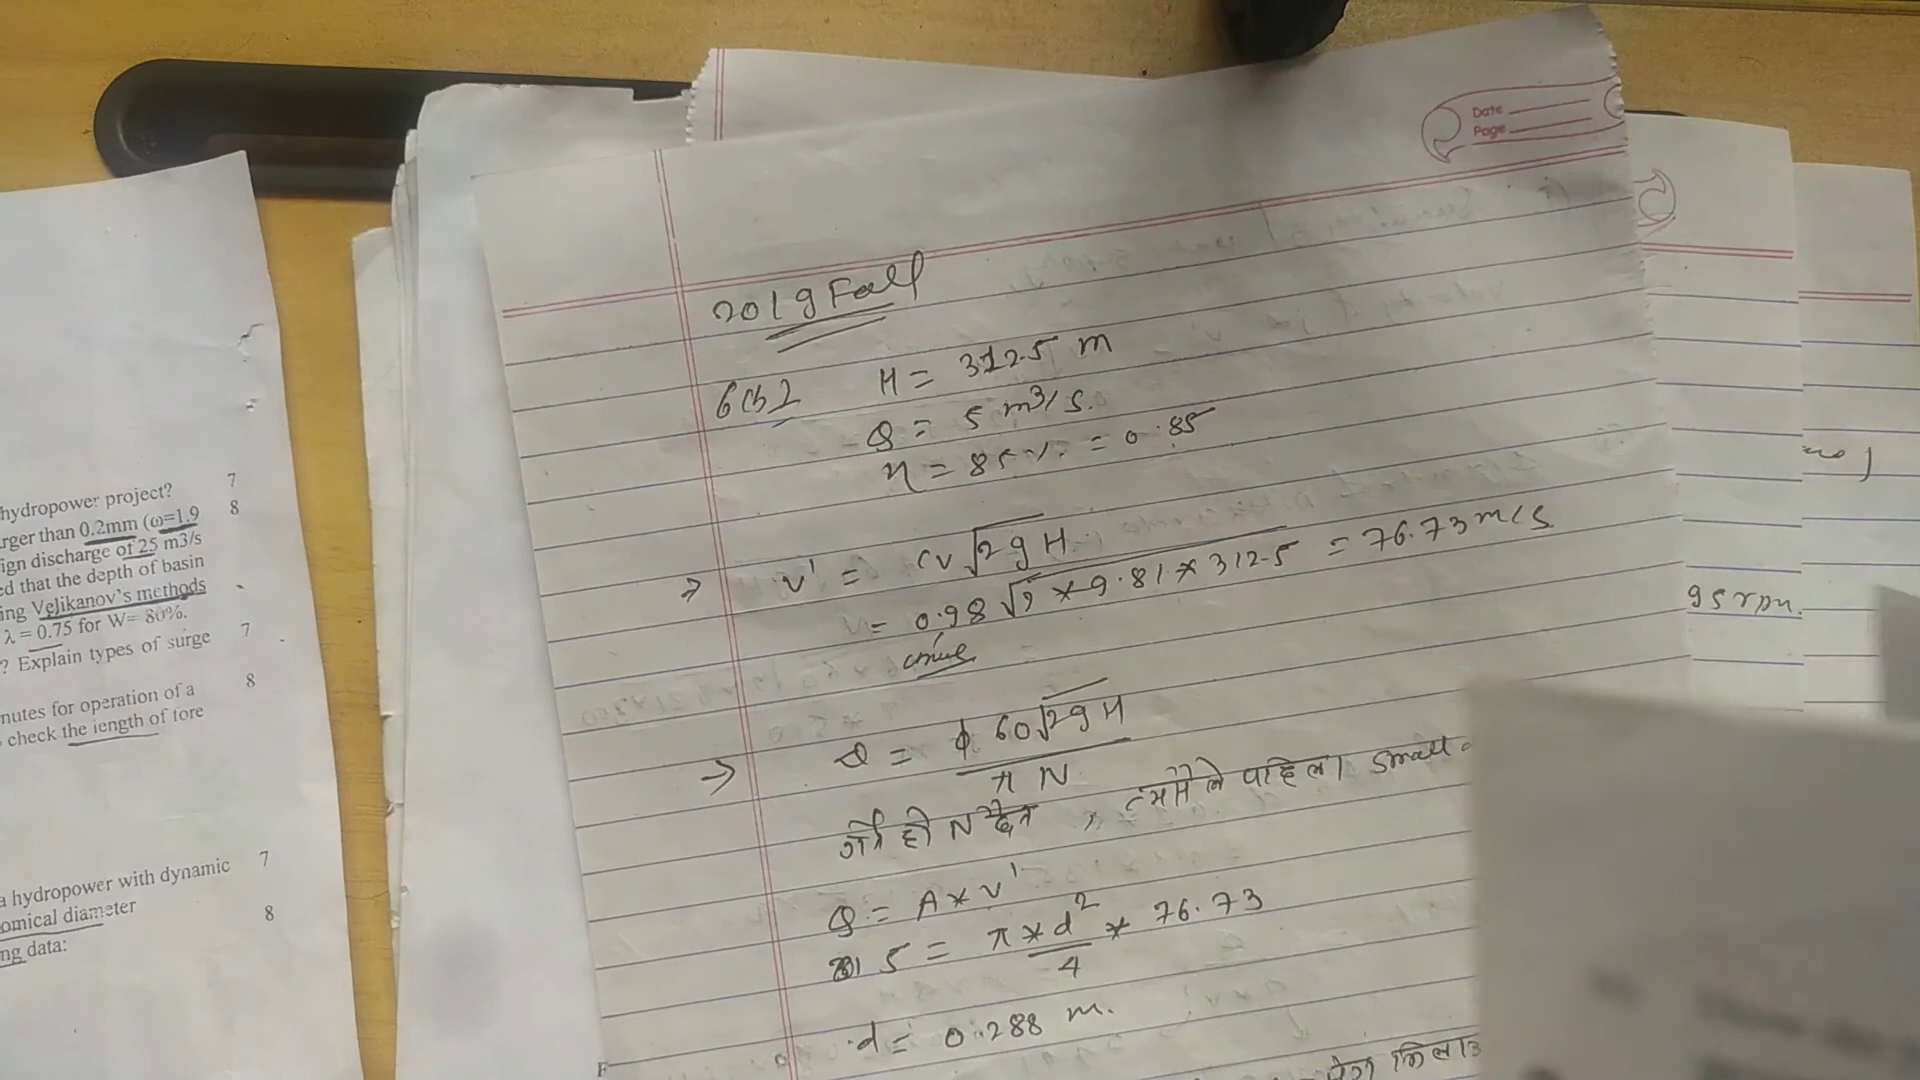 hydropower project? 7
rger than 0.2mm (ω=1.9 8
ign discharge of 25 m3/s
ed that the depth of basin
ing Velikanov's methods
λ = 0.75 for W= 80%.
? Explain types of surge 7
nutes for operation of a 8
check the length of fore
a hydropower with dynamic 7
omical diameter 8
ng data:
Date
Page
2019 Fall
H = 312.5 m
Q = 5 m³/s.
η = 85 % = 0.85
⇒ v' = cv √2gH
= 0.98 √2 * 9.81 * 312.5 = 76.73 m/s
⇒ D = ϕ 60 √2gH / π N
N , त्यसैले पहिला small
Q = A * v'
5 = π * d² / 4 * 76.73
d = 0.288 m.
95 rpm.